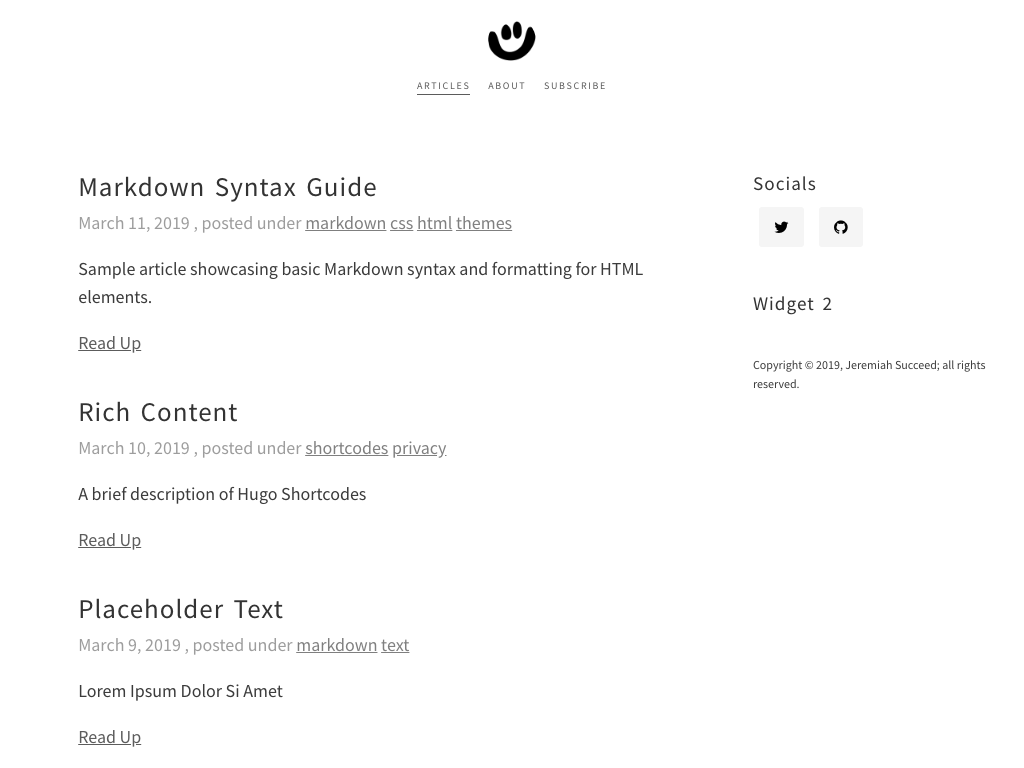 ARTICLES ABOUT SUBSCRIBE
Markdown Syntax Guide
March 11, 2019 , posted under markdown css html themes
Sample article showcasing basic Markdown syntax and formatting for HTML
elements.
Read Up
Rich Content
March 10, 2019 , posted under shortcodes privacy
A brief description of Hugo Shortcodes
Read Up
Placeholder Text
March 9, 2019 , posted under markdown text
Lorem Ipsum Dolor Si Amet
Read Up
Socials
Widget 2
Copyright © 2019, Jeremiah Succeed; all rights
reserved.